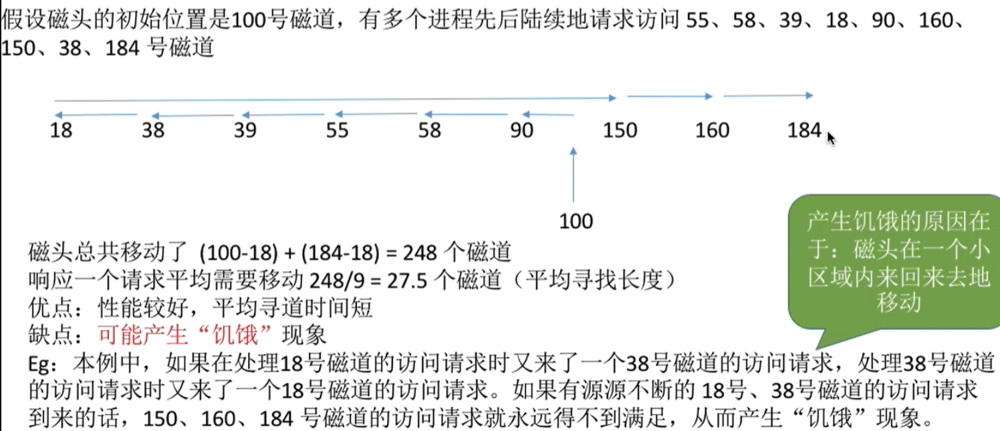 假设磁头的初始位置是100号磁道，有多个进程先后陆续地请求访问 55、58、39、18、90、160、
150、38、184 号磁道
18 38 39 55 58 90 150 160 184
100
磁头总共移动了 (100-18) + (184-18) = 248 个磁道
响应一个请求平均需要移动 248/9 = 27.5 个磁道（平均寻找长度）
优点：性能较好，平均寻道时间短
缺点：可能产生“饥饿”现象
产生饥饿的原因在
于：磁头在一个小
区域内来回来去地
移动
Eg：本例中，如果在处理18号磁道的访问请求时又来了一个38号磁道的访问请求，处理38号磁道
的访问请求时又来了一个18号磁道的访问请求。如果有源源不断的 18号、38号磁道的访问请求
到来的话，150、160、184 号磁道的访问请求就永远得不到满足，从而产生“饥饿”现象。